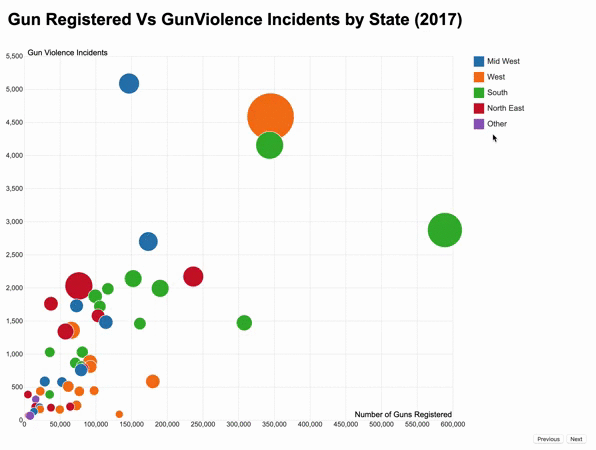 Gun Registered Vs GunViolence Incidents by State (2017)
Gun Violence Incidents
5,500
5,000
4,500
4,000
3,500
3,000
2,500
2,000
1,500
1,000
500
0
0
50,000
100,000
150,000
200,000
250,000
300,000
350,000
400,000
450,000
500,000
550,000
600,000
Number of Guns Registered
Mid West
West
South
North East
Other
Previous
Next